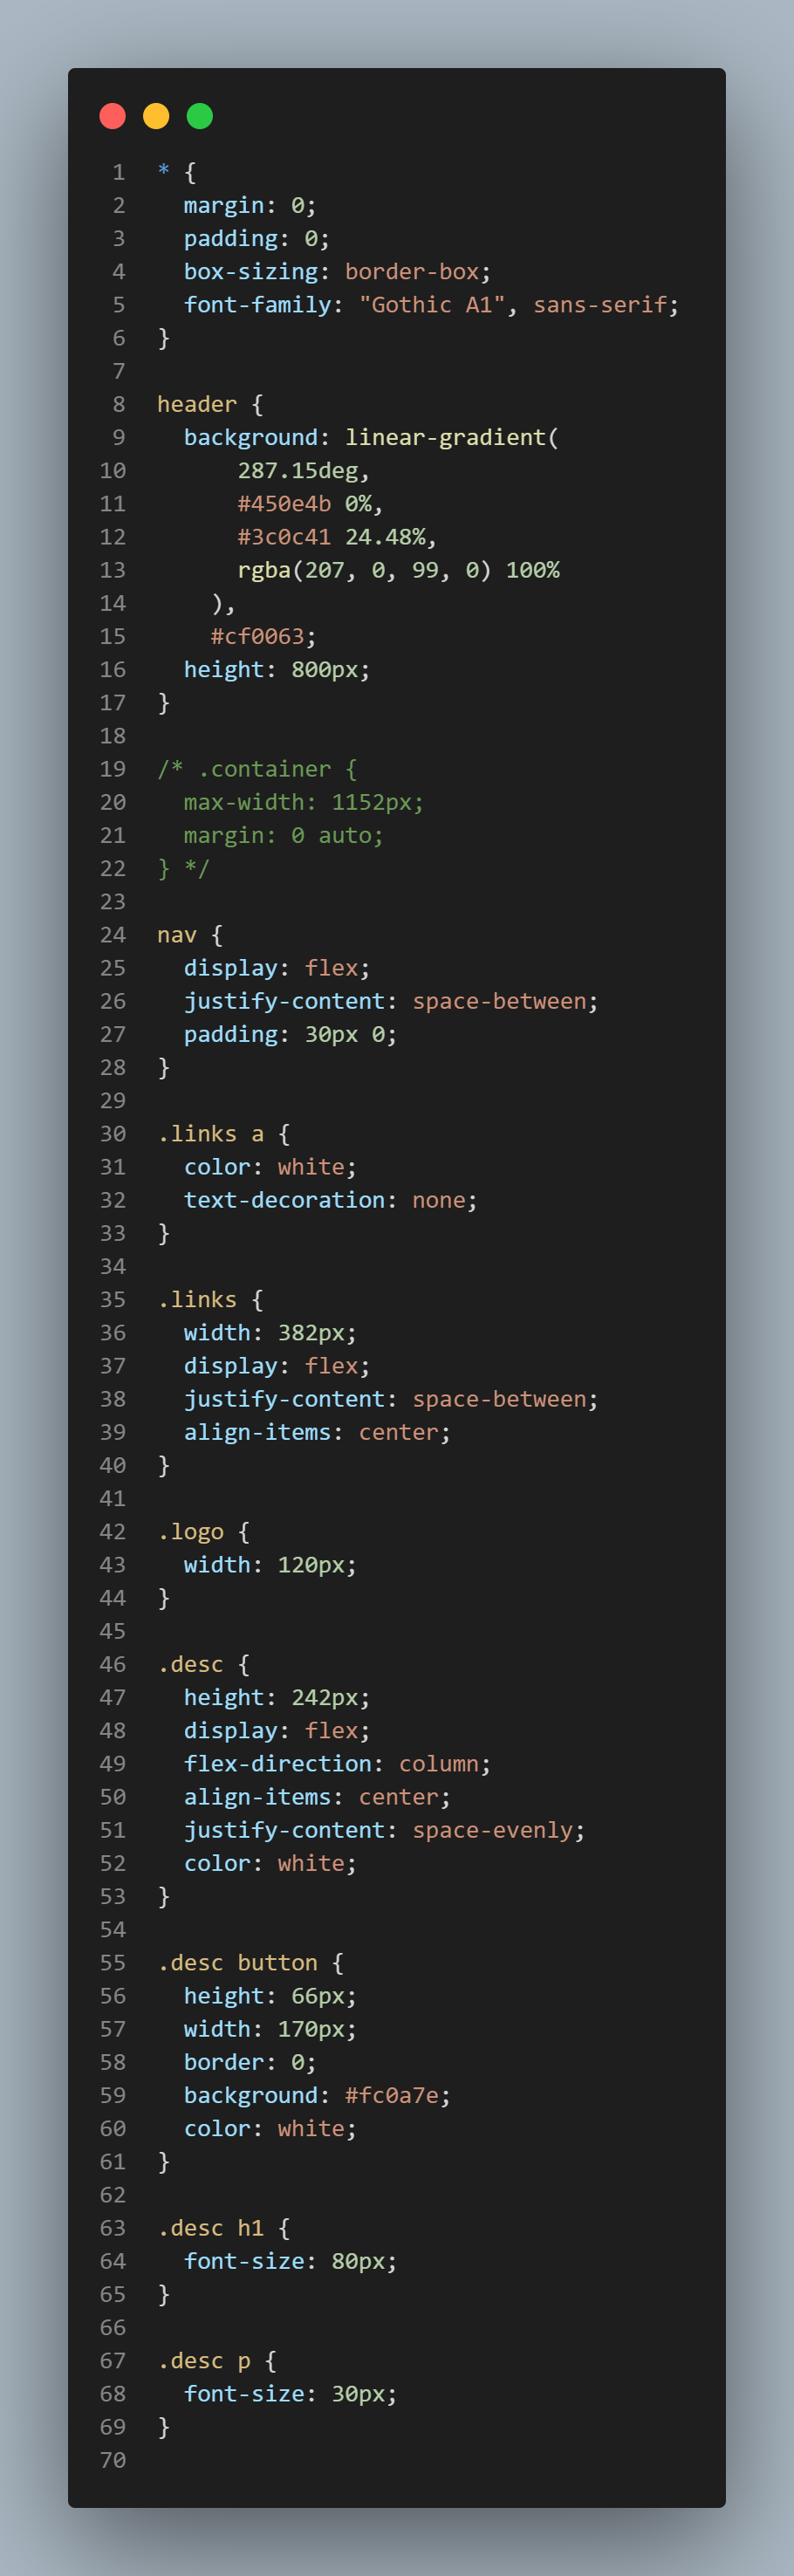 1 * {
2   margin: 0;
3   padding: 0;
4   box-sizing: border-box;
5   font-family: "Gothic A1", sans-serif;
6 }
7
8 header {
9   background: linear-gradient(
10       287.15deg,
11       #450e4b 0%,
12       #3c0c41 24.48%,
13       rgba(207, 0, 99, 0) 100%
14     ),
15     #cf0063;
16   height: 800px;
17 }
18
19 /* .container {
20   max-width: 1152px;
21   margin: 0 auto;
22 } */
23
24 nav {
25   display: flex;
26   justify-content: space-between;
27   padding: 30px 0;
28 }
29
30 .links a {
31   color: white;
32   text-decoration: none;
33 }
34
35 .links {
36   width: 382px;
37   display: flex;
38   justify-content: space-between;
39   align-items: center;
40 }
41
42 .logo {
43   width: 120px;
44 }
45
46 .desc {
47   height: 242px;
48   display: flex;
49   flex-direction: column;
50   align-items: center;
51   justify-content: space-evenly;
52   color: white;
53 }
54
55 .desc button {
56   height: 66px;
57   width: 170px;
58   border: 0;
59   background: #fc0a7e;
60   color: white;
61 }
62
63 .desc h1 {
64   font-size: 80px;
65 }
66
67 .desc p {
68   font-size: 30px;
69 }
70